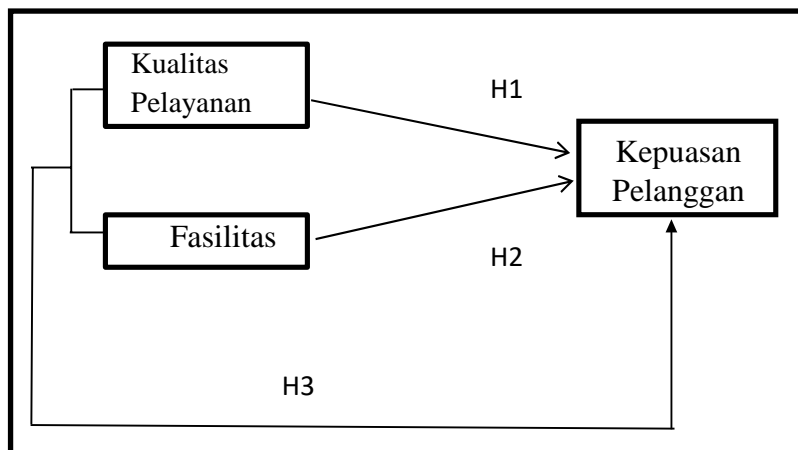 Kualitas
Pelayanan
H1
Kepuasan
Pelanggan
Fasilitas
H2
H3